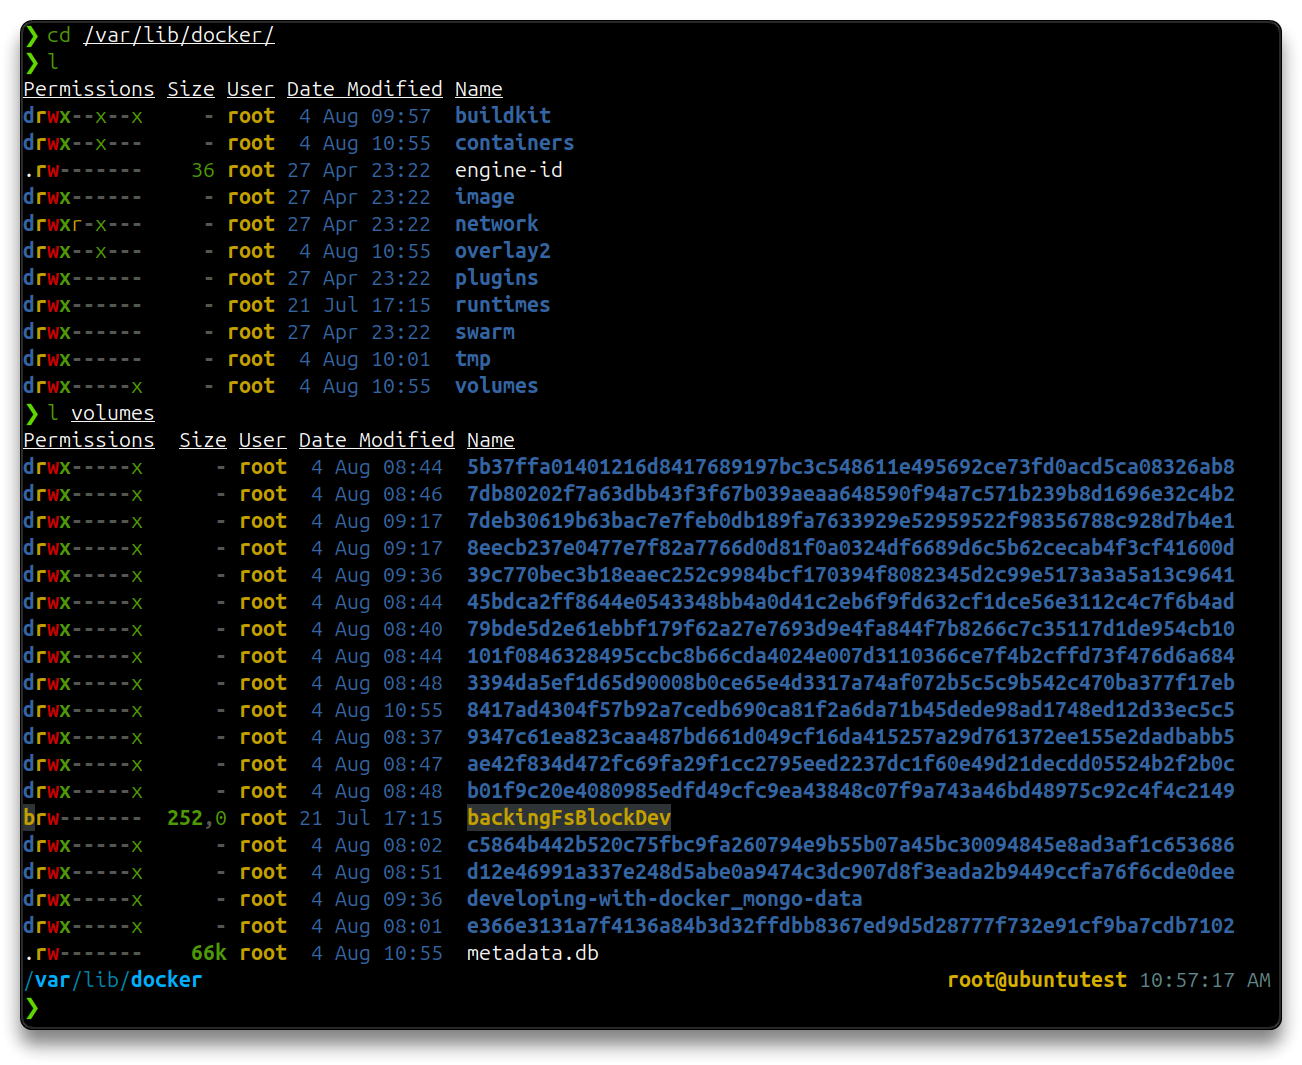 ❯ cd /var/lib/docker/
❯ l
Permissions Size User Date Modified Name
drwx--x--x     - root  4 Aug 09:57  buildkit
drwx--x---     - root  4 Aug 10:55  containers
.rw-------    36 root 27 Apr 23:22  engine-id
drwx------     - root 27 Apr 23:22  image
drwxr-x---     - root 27 Apr 23:22  network
drwx--x---     - root  4 Aug 10:55  overlay2
drwx------     - root 27 Apr 23:22  plugins
drwx------     - root 21 Jul 17:15  runtimes
drwx------     - root 27 Apr 23:22  swarm
drwx------     - root  4 Aug 10:01  tmp
drwx-----x     - root  4 Aug 10:55  volumes
❯ l volumes
Permissions  Size User Date Modified Name
drwx-----x      - root  4 Aug 08:44  5b37ffa01401216d8417689197bc3c548611e495692ce73fd0acd5ca08326ab8
drwx-----x      - root  4 Aug 08:46  7db80202f7a63dbb43f3f67b039aeaa648590f94a7c571b239b8d1696e32c4b2
drwx-----x      - root  4 Aug 09:17  7deb30619b63bac7e7feb0db189fa7633929e52959522f98356788c928d7b4e1
drwx-----x      - root  4 Aug 09:17  8eecb237e0477e7f82a7766d0d81f0a0324df6689d6c5b62cecab4f3cf41600d
drwx-----x      - root  4 Aug 09:36  39c770bec3b18eaec252c9984bcf170394f8082345d2c99e5173a3a5a13c9641
drwx-----x      - root  4 Aug 08:44  45bdca2ff8644e0543348bb4a0d41c2eb6f9fd632cf1dce56e3112c4c7f6b4ad
drwx-----x      - root  4 Aug 08:40  79bde5d2e61ebbf179f62a27e7693d9e4fa844f7b8266c7c35117d1de954cb10
drwx-----x      - root  4 Aug 08:44  101f0846328495ccbc8b66cda4024e007d3110366ce7f4b2cffd73f476d6a684
drwx-----x      - root  4 Aug 08:48  3394da5ef1d65d90008b0ce65e4d3317a74af072b5c5c9b542c470ba377f17eb
drwx-----x      - root  4 Aug 10:55  8417ad4304f57b92a7cedb690ca81f2a6da71b45dede98ad1748ed12d33ec5c5
drwx-----x      - root  4 Aug 08:37  9347c61ea823caa487bd661d049cf16da415257a29d761372ee155e2dadbabb5
drwx-----x      - root  4 Aug 08:47  ae42f834d472fc69fa29f1cc2795eed2237dc1f60e49d21decdd05524b2f2b0c
drwx-----x      - root  4 Aug 08:48  b01f9c20e4080985edfd49cfc9ea43848c07f9a743a46bd48975c92c4f4c2149
brw-------  252,0 root 21 Jul 17:15  backingFsBlockDev
drwx-----x      - root  4 Aug 08:02  c5864b442b520c75fbc9fa260794e9b55b07a45bc30094845e8ad3af1c653686
drwx-----x      - root  4 Aug 08:51  d12e46991a337e248d5abe0a9474c3dc907d8f3eada2b9449ccfa76f6cde0dee
drwx-----x      - root  4 Aug 09:36  developing-with-docker_mongo-data
drwx-----x      - root  4 Aug 08:01  e366e3131a7f4136a84b3d32ffdbb8367ed9d5d28777f732e91cf9ba7cdb7102
.rw-------    66k root  4 Aug 10:55  metadata.db
/var/lib/docker root@ubuntutest 10:57:17 AM
❯